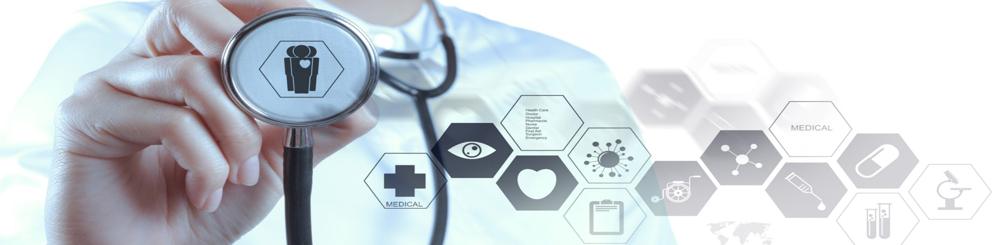 Health Care
Doctor
Hospital
Pharmacist
Nurse
Dentist
First Aid
Surgeon
Emergency
MEDICAL
MEDICAL